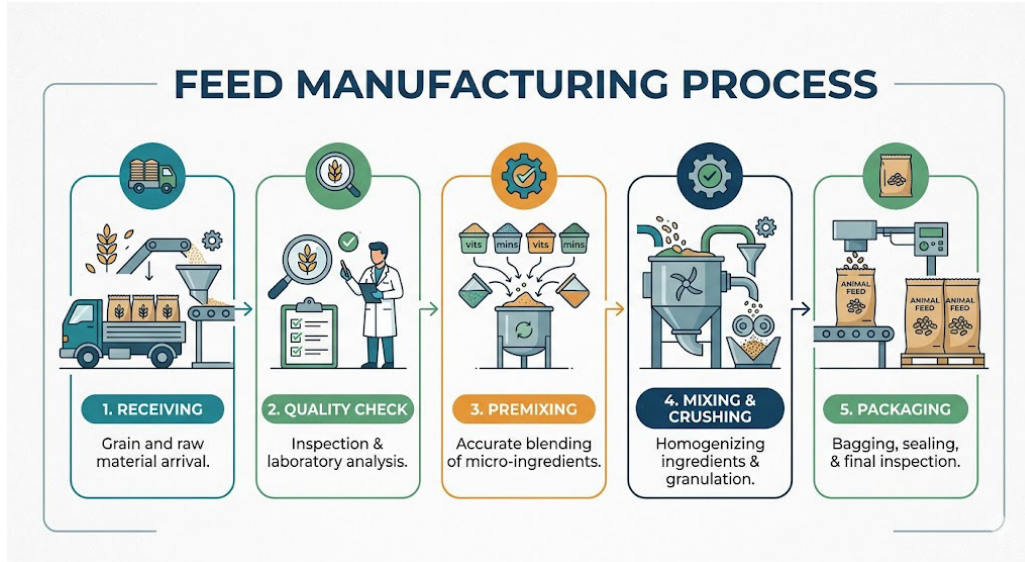 FEED MANUFACTURING PROCESS
vits mins vits mins
ANIMAL
FEED
ANIMAL
FEED
ANIMAL
FEED
1. RECEIVING
Grain and raw
material arrival.
2. QUALITY CHECK
Inspection &
laboratory analysis.
3. PREMIXING
Accurate blending
of micro-ingredients.
4. MIXING &
CRUSHING
Homogenizing
ingredients &
granulation.
5. PACKAGING
Bagging, sealing,
& final inspection.